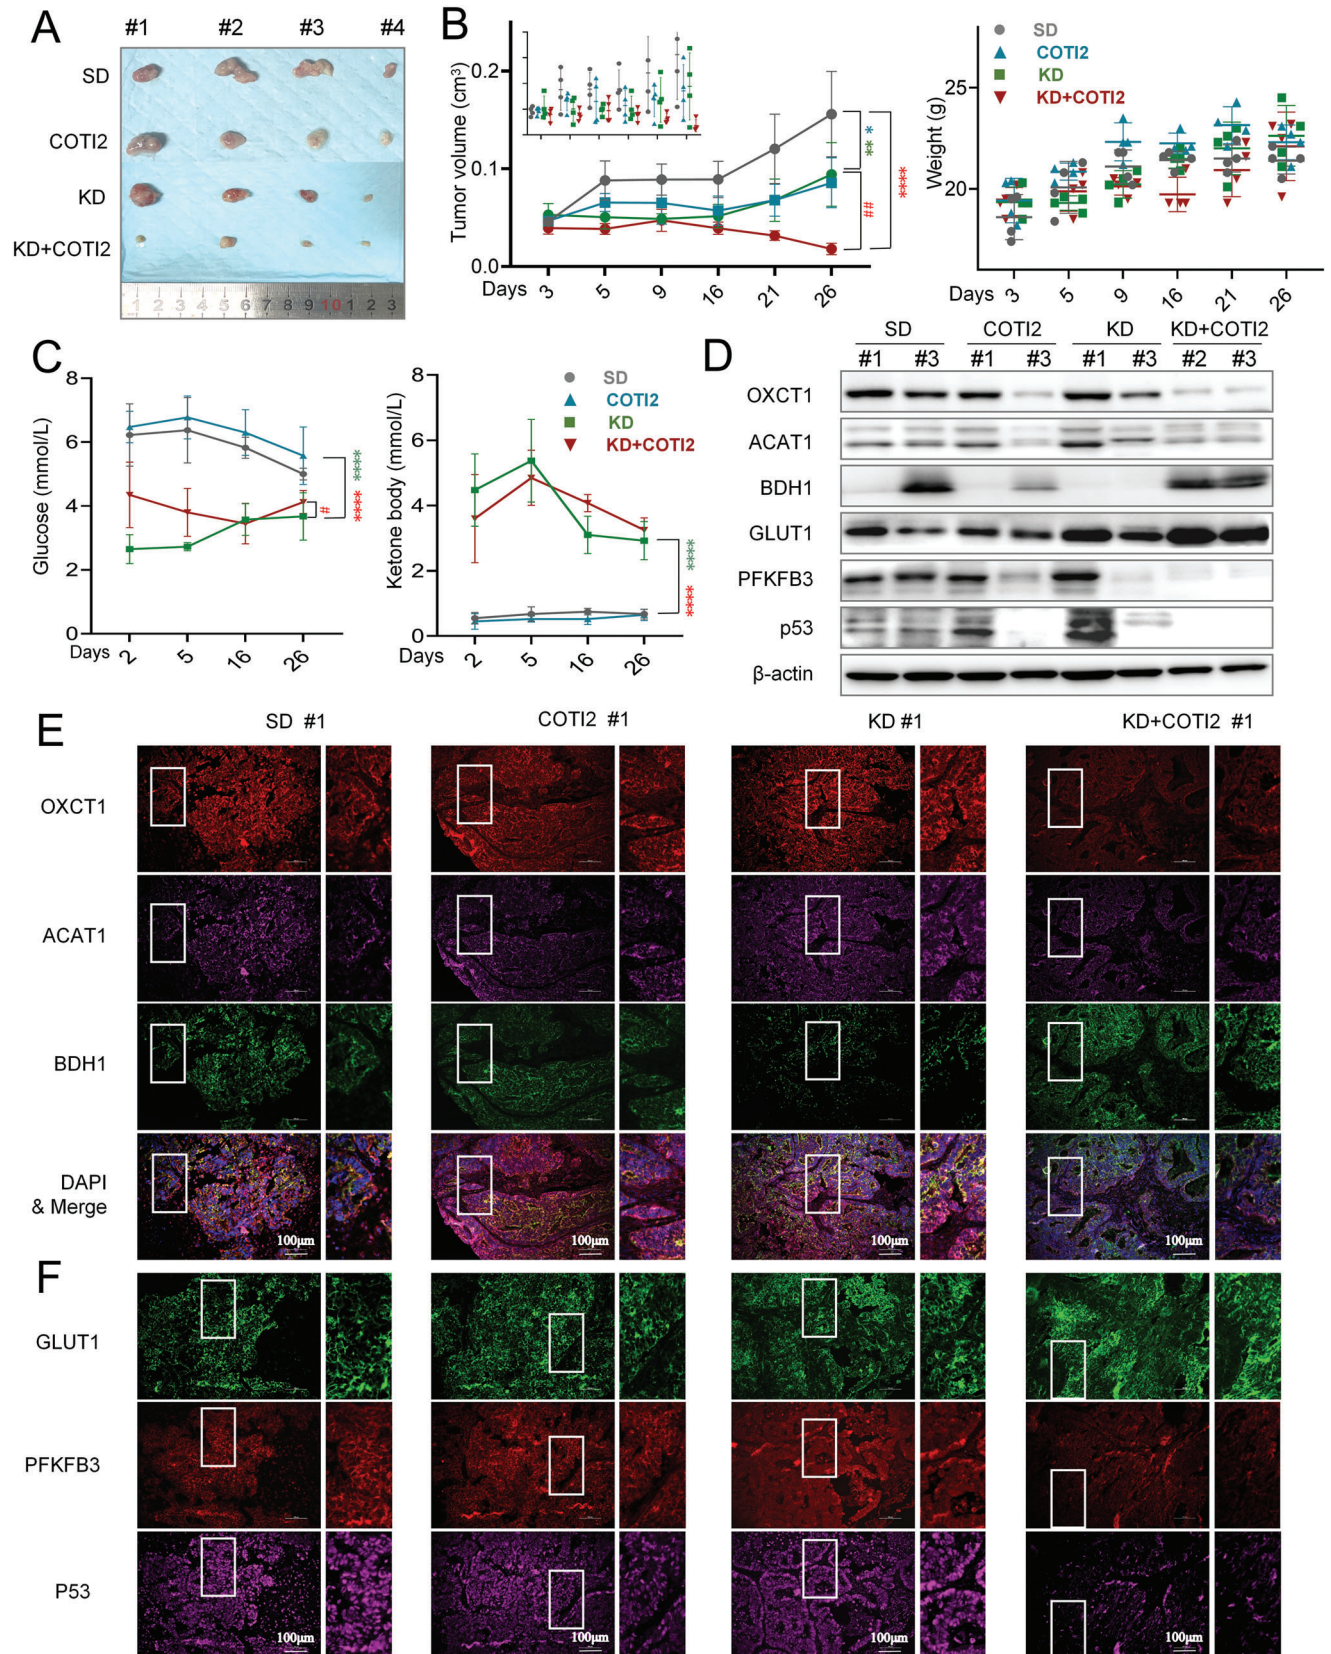 A
#1 #2 #3 #4
SD
COTI2
KD
KD+COTI2
1 2 3 4 5 6 7 8 9 10 1 2 3
B
Tumor volume (cm³)
0.2
0.1
0.0
Days 3 5 9 16 21 26
*
**
##
****
SD
COTI2
KD
KD+COTI2
Weight (g)
25
20
Days 3 5 9 16 21 26
C
Glucose (mmol/L)
8
6
4
2
0
Days 2 5 16 26
****
****
#
Ketone body (mmol/L)
8
6
4
2
0
Days 2 5 16 26
SD
COTI2
KD
KD+COTI2
****
****
D
SD COTI2 KD KD+COTI2
#1 #3 #1 #3 #1 #3 #2 #3
OXCT1
ACAT1
BDH1
GLUT1
PFKFB3
p53
β-actin
E
SD #1 COTI2 #1 KD #1 KD+COTI2 #1
OXCT1
ACAT1
BDH1
DAPI
& Merge
100μm 100μm 100μm 100μm
F
GLUT1
PFKFB3
P53
100μm 100μm 100μm 100μm